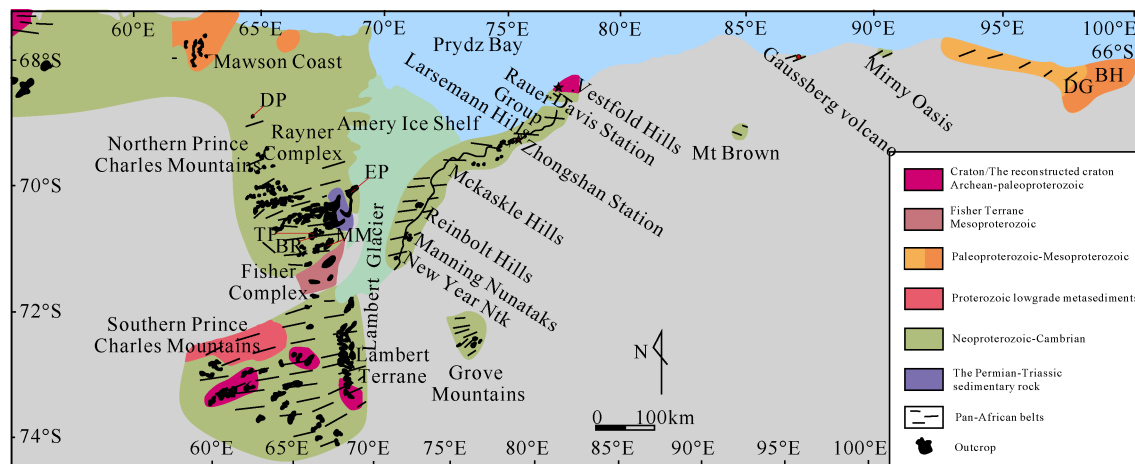 60°E
65°E
70°E
75°E
80°E
85°E
90°E
95°E
100°E
66°S
68°S
70°S
72°S
74°S
Prydz Bay
Mawson Coast
DP
Northern Prince
Charles Mountains
Rayner
Complex
Amery Ice Shelf
EP
TP
BR
MM
Fisher
Complex
Lambert Glacier
Southern Prince
Charles Mountains
Lambert
Terrane
Larsemann Hills
Rauer
Group
Davis Station
Vestfold Hills
Zhongshan Station
Mckaskle Hills
Reinbolt Hills
Manning Nunataks
New Year Ntk
Grove
Mountains
Mt Brown
Gaussberg volcano
Mirny Oasis
DG
BH
N
0
100km
60°E
65°E
70°E
75°E
80°E
85°E
90°E
95°E
100°E
Craton/The reconstructed craton
Archean-paleoproterozoic
Fisher Terrane
Mesoproterozoic
Paleoproterozoic-Mesoproterozoic
Proterozoic lowgrade metasediments
Neoproterozoic-Cambrian
The Permian-Triassic
sedimentary rock
Pan-African belts
Outcrop